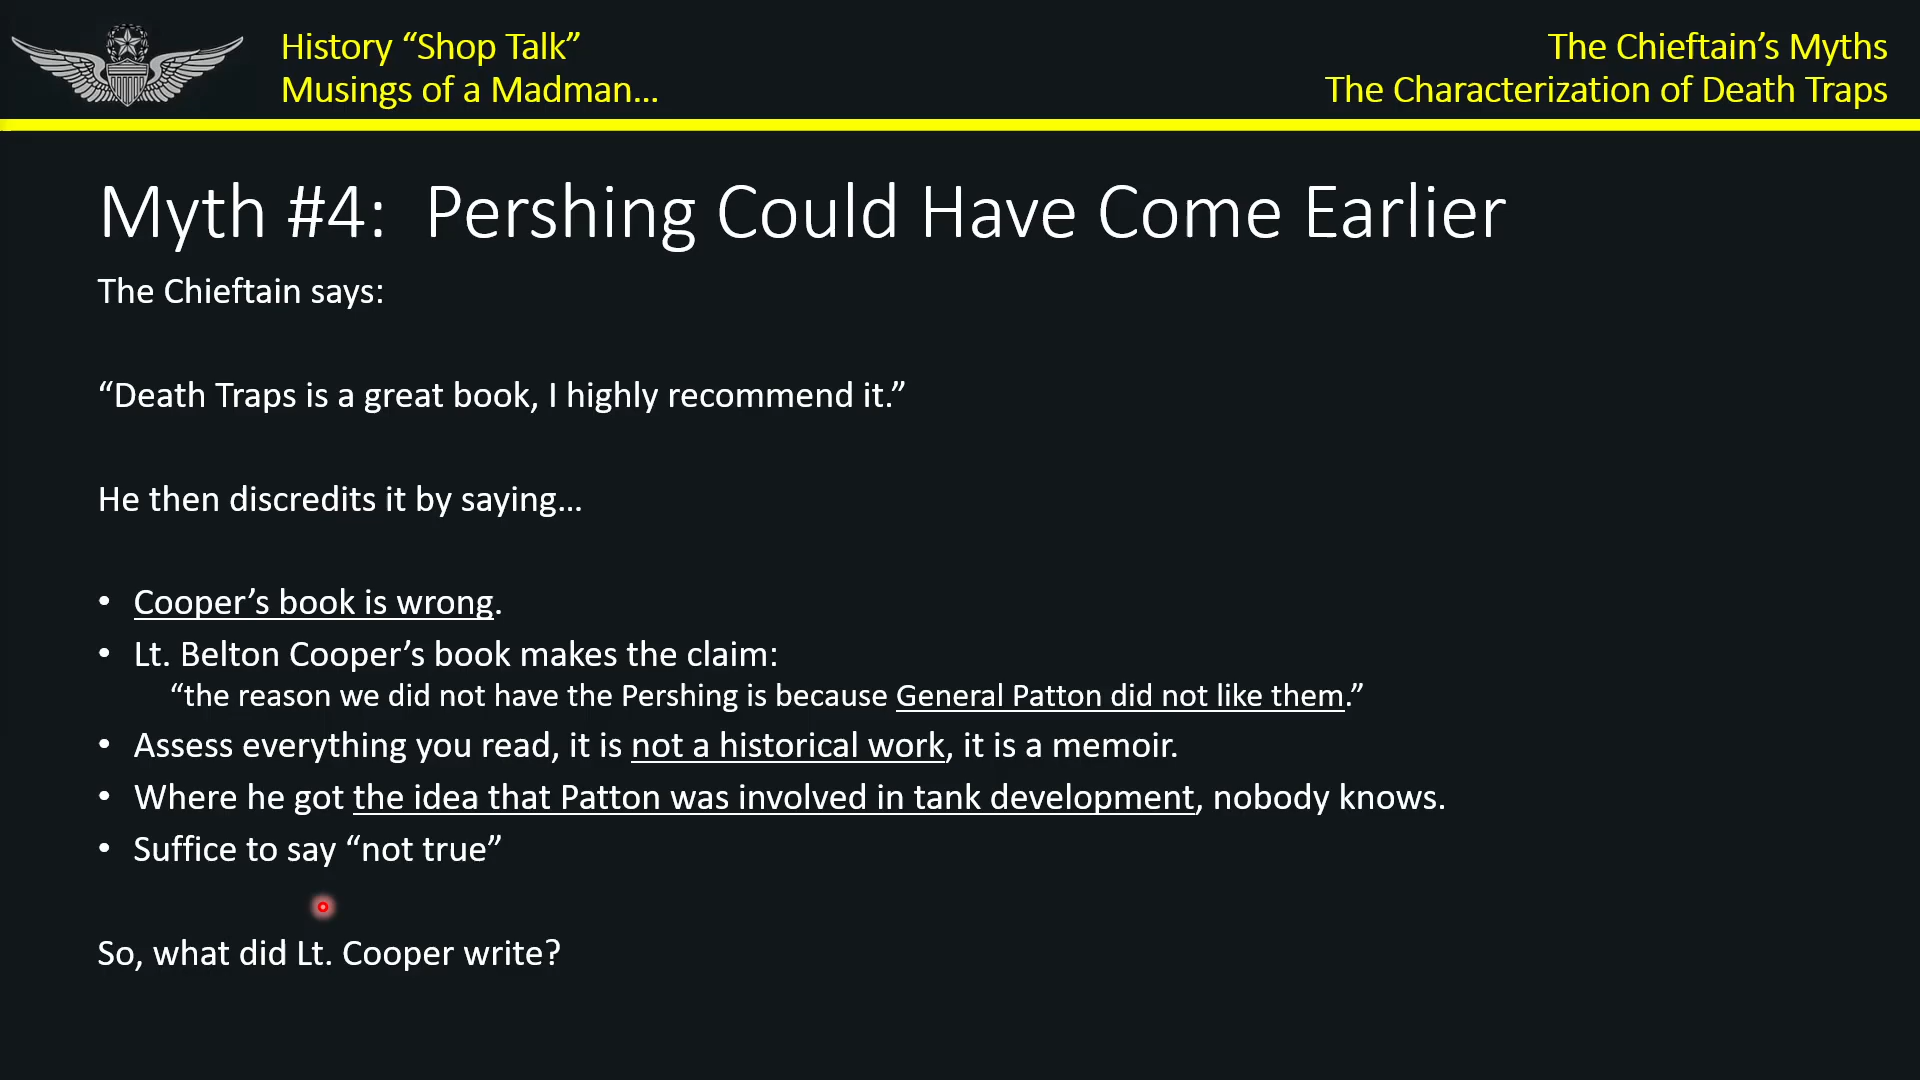 History “Shop Talk”
Musings of a Madman...
The Chieftain’s Myths
The Characterization of Death Traps
Myth #4: Pershing Could Have Come Earlier
The Chieftain says:
“Death Traps is a great book, I highly recommend it.”
He then discredits it by saying...
• Cooper’s book is wrong.
• Lt. Belton Cooper’s book makes the claim:
“the reason we did not have the Pershing is because General Patton did not like them.”
• Assess everything you read, it is not a historical work, it is a memoir.
• Where he got the idea that Patton was involved in tank development, nobody knows.
• Suffice to say “not true”
So, what did Lt. Cooper write?